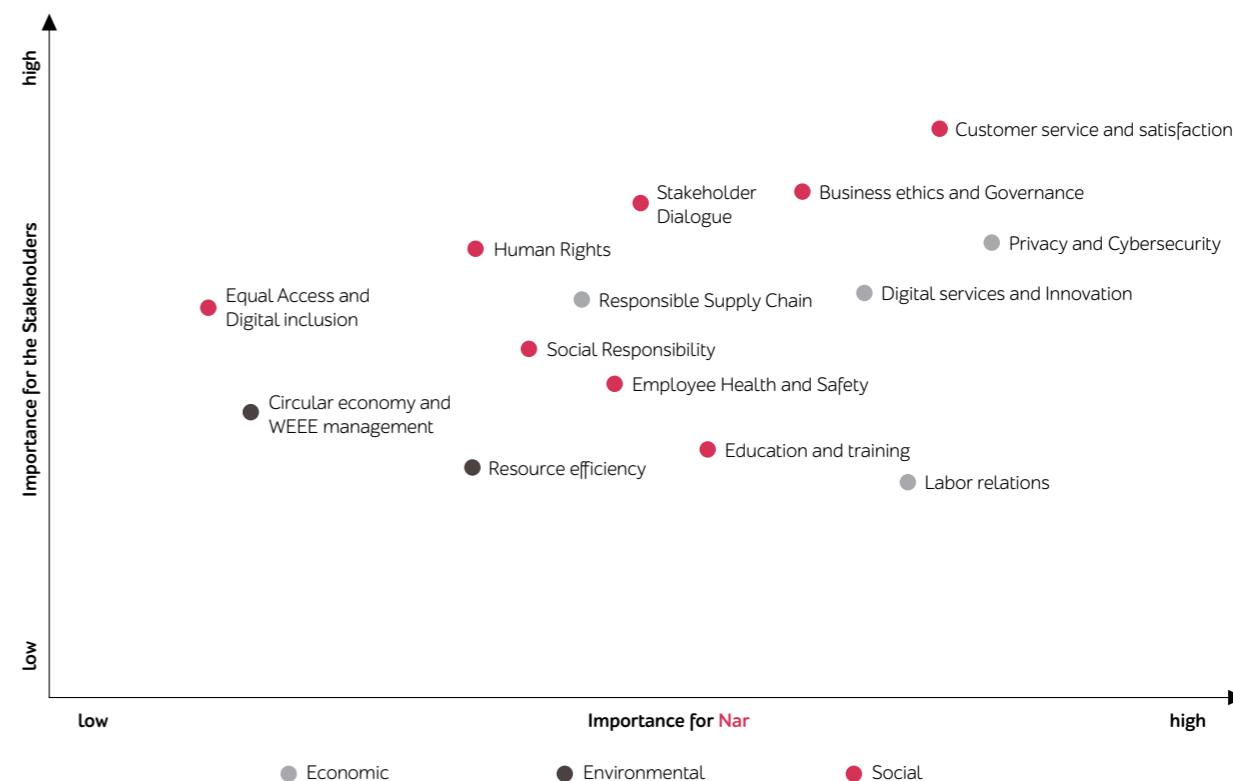 high
Importance for the Stakeholders
low
Customer service and satisfaction
Stakeholder
Dialogue
Business ethics and Governance
Human Rights
Privacy and Cybersecurity
Equal Access and
Digital inclusion
Responsible Supply Chain
Digital services and Innovation
Social Responsibility
Employee Health and Safety
Circular economy and
WEEE management
Education and training
Resource efficiency
Labor relations
low
Importance for Nar
high
Economic
Environmental
Social